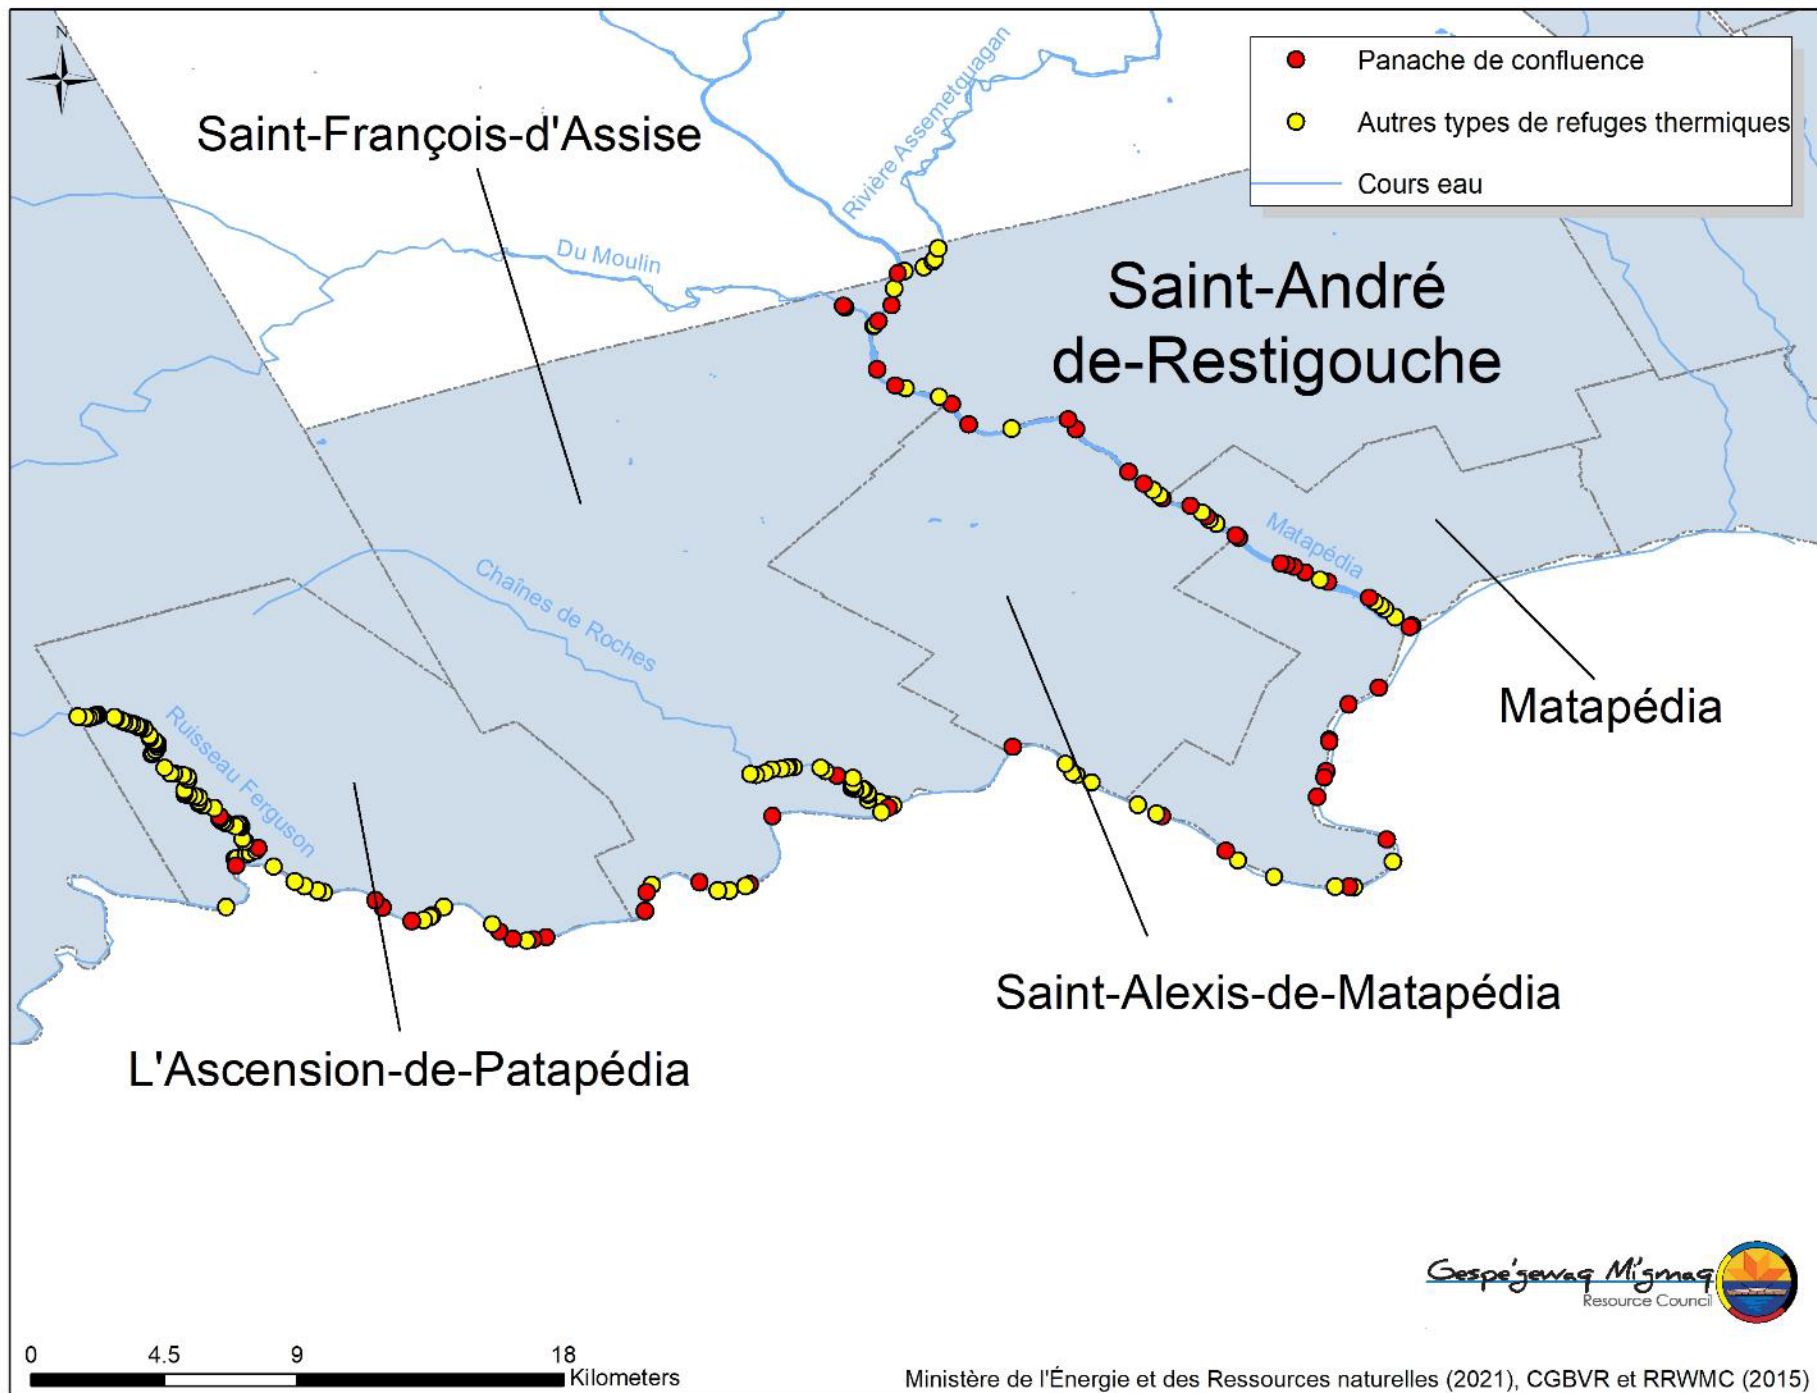 N
Panache de confluence
Autres types de refuges thermiques
Cours eau
Saint-François-d'Assise
Rivière Assemetquagan
Du Moulin
Saint-André
de-Restigouche
Matapédia
Chaînes de Roches
Ruisseau Ferguson
Matapédia
Saint-Alexis-de-Matapédia
L'Ascension-de-Patapédia
Gespe'gewaq Mi'gmaq
Resource Council
0 4.5 9 18
Kilometers
Ministère de l'Énergie et des Ressources naturelles (2021), CGBVR et RRWMC (2015)